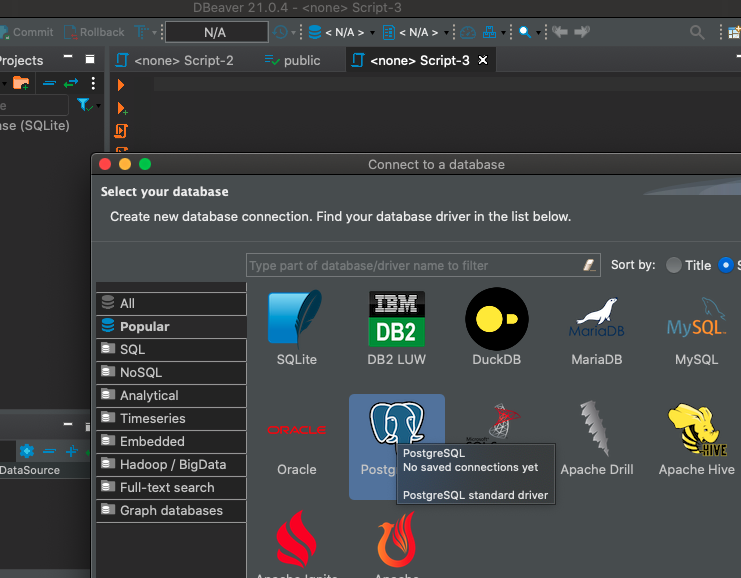 DBeaver 21.0.4 - <none> Script-3
Commit Rollback N/A < N/A > < N/A >
Projects <none> Script-2 public <none> Script-3
ase (SQLite)
Connect to a database
Select your database
Create new database connection. Find your database driver in the list below.
Type part of database/driver name to filter Sort by: Title S
All
Popular
SQL
NoSQL
Analytical
Timeseries
Embedded
Hadoop / BigData
Full-text search
Graph databases
IBM
DB2
MariaDB
MySQL
SQLite DB2 LUW DuckDB MariaDB MySQL
ORACLE
HIVE
Oracle Postg Apache Drill Apache Hive
PostgreSQL
No saved connections yet
PostgreSQL standard driver
Apache Ignite Apache
DataSource